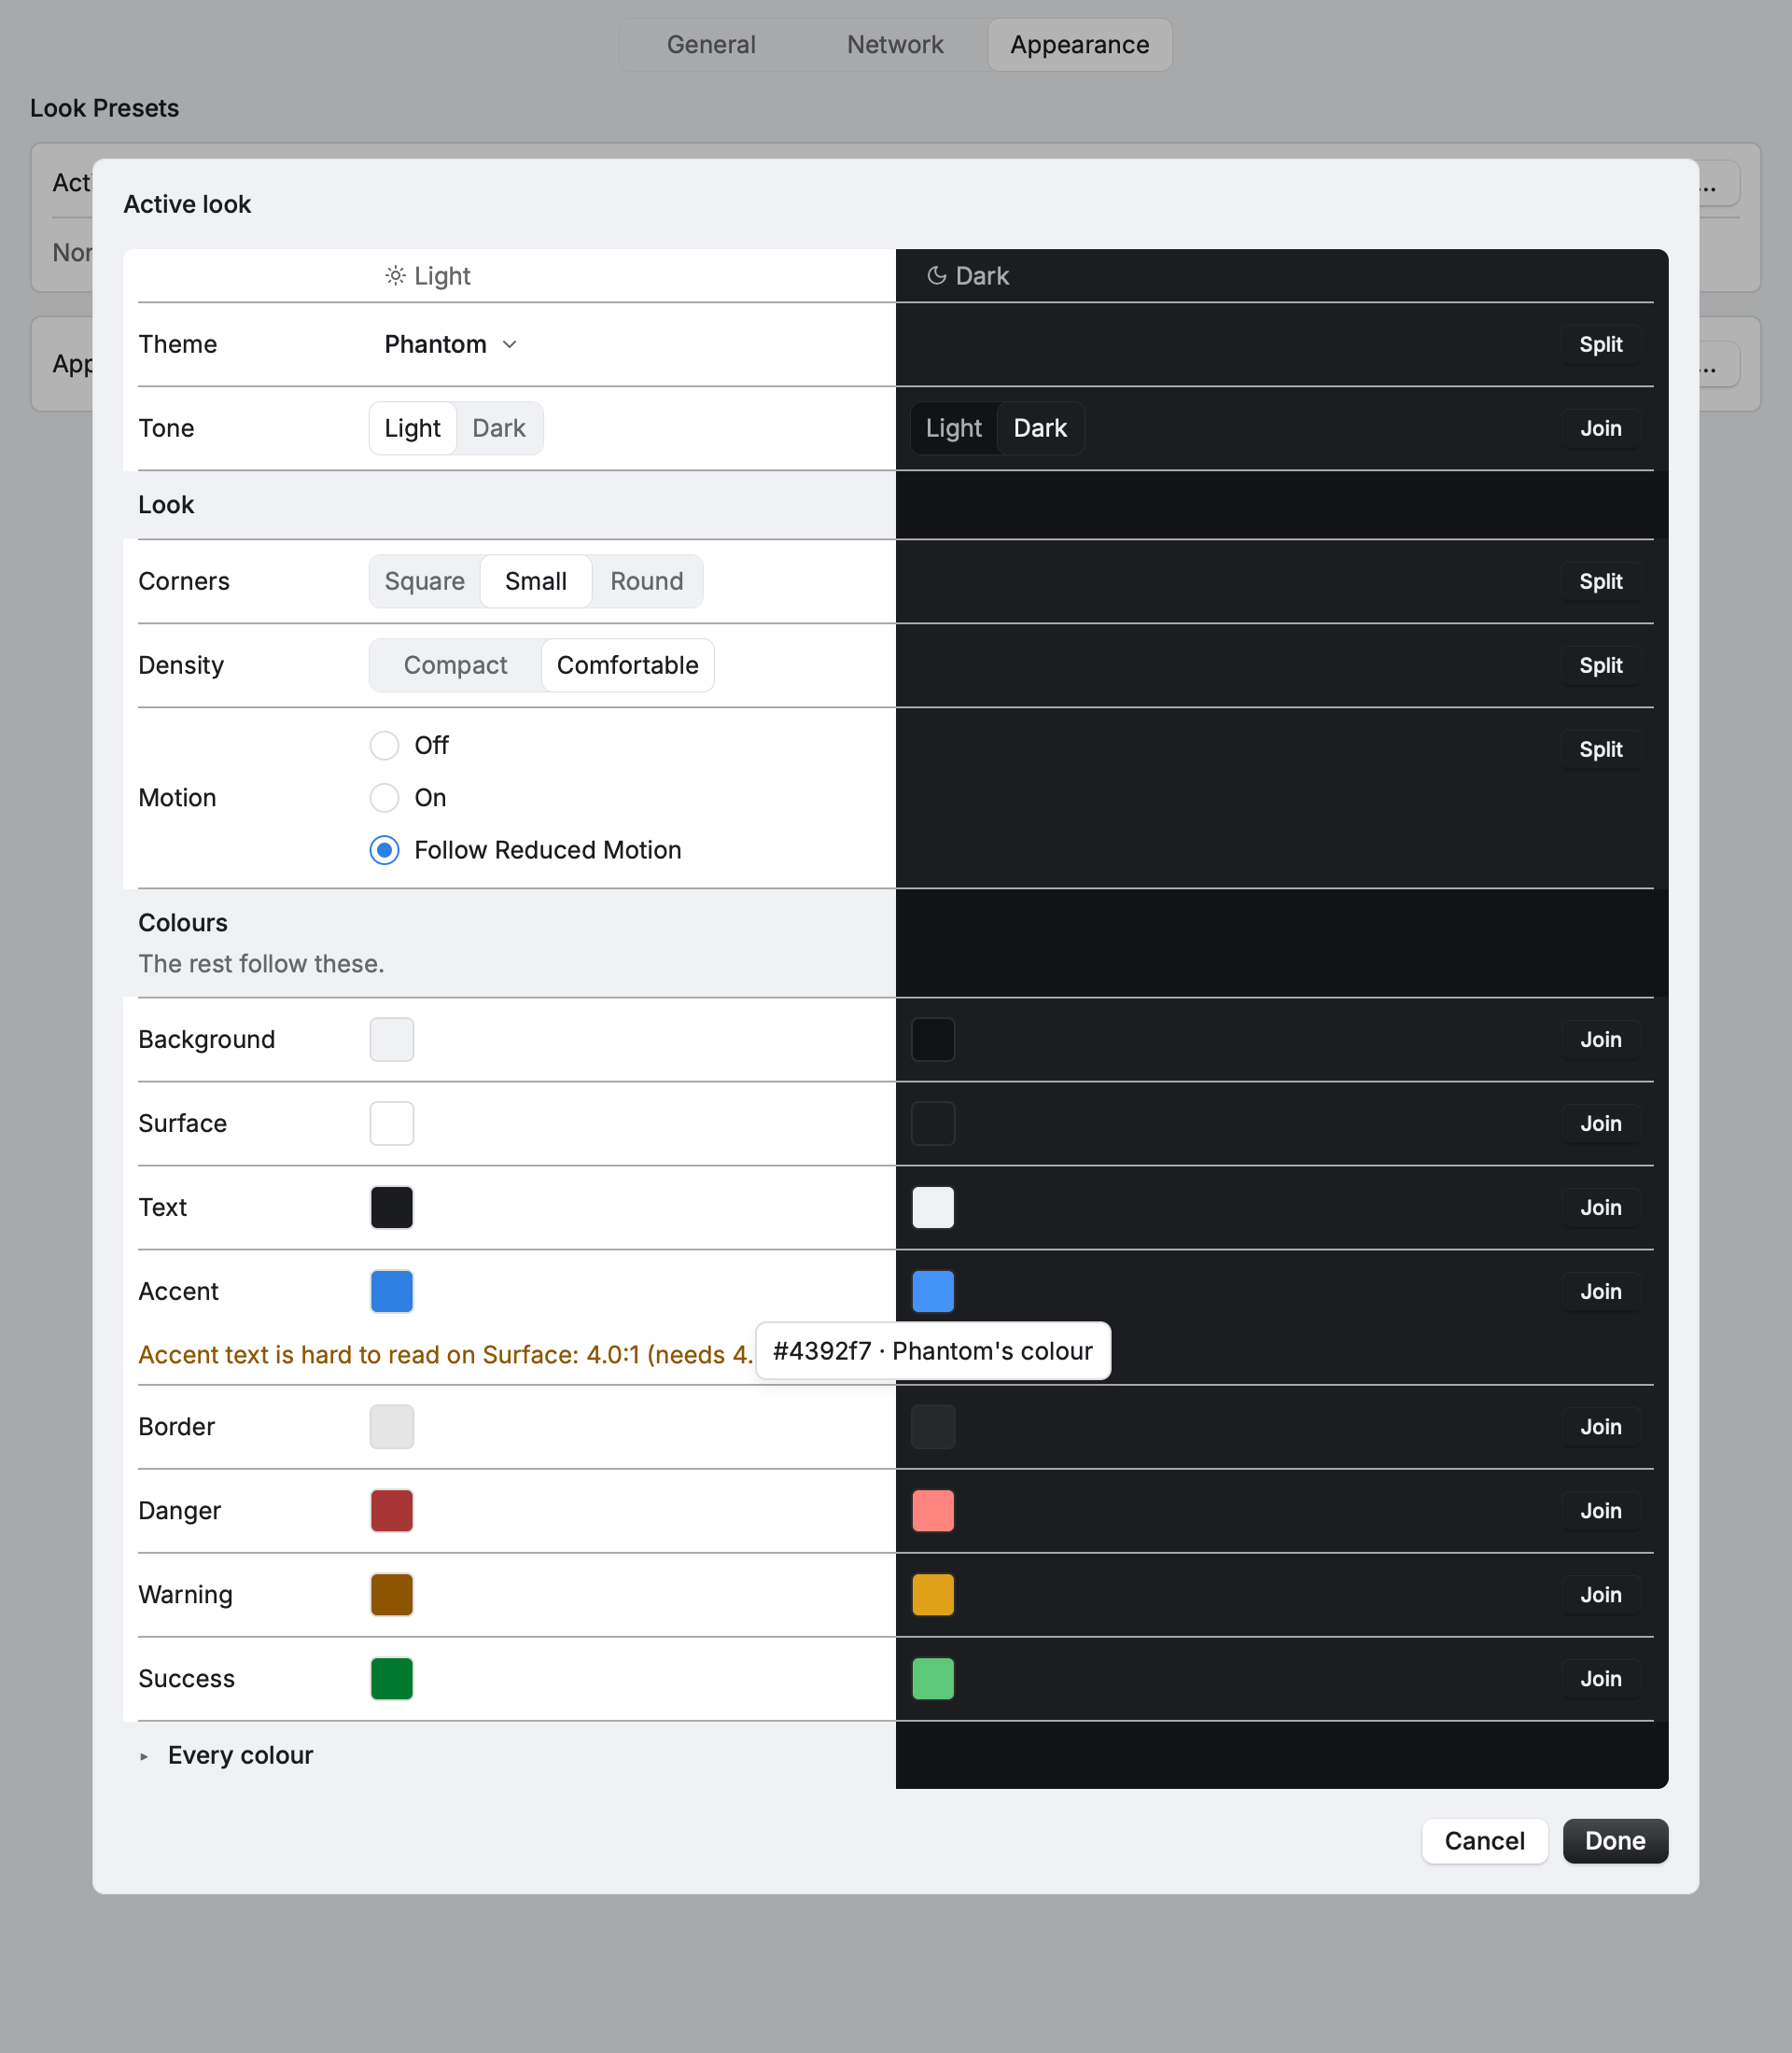 General Network Appearance
Look Presets
Active look
Light Dark
Theme Phantom Split
Tone Light Dark Light Dark Join
Look
Corners Square Small Round Split
Density Compact Comfortable Split
Off Split
Motion On
Follow Reduced Motion
Colours
The rest follow these.
Background Join
Surface Join
Text Join
Accent Join
Accent text is hard to read on Surface: 4.0:1 (needs 4.
#4392f7 · Phantom's colour
Border Join
Danger Join
Warning Join
Success Join
Every colour
Cancel Done